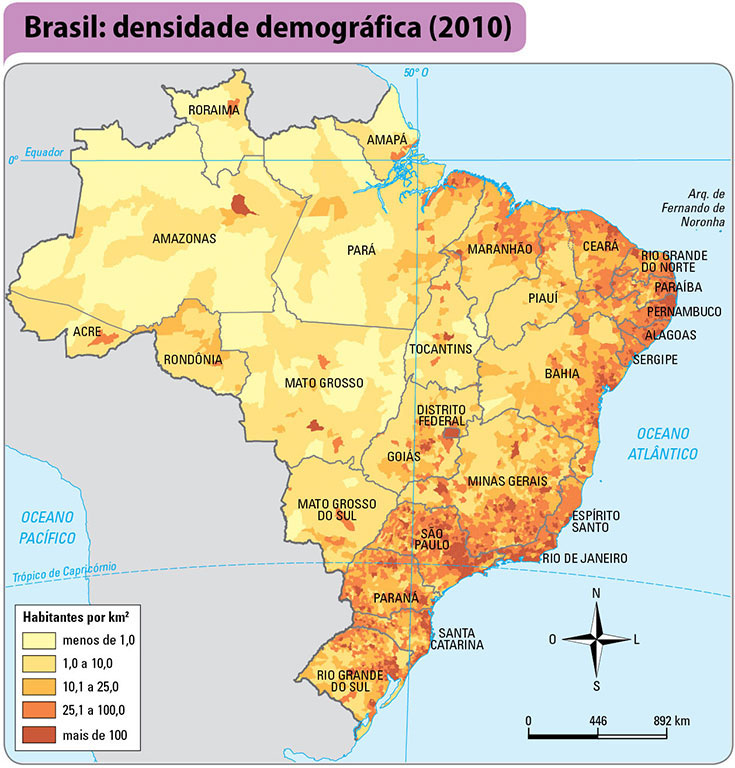 Brasil: densidade demográfica (2010)
50° O
RORAIMA
AMAPÁ
Equador
0°
Arq. de
Fernando de
Noronha
AMAZONAS
PARÁ
MARANHÃO
CEARÁ
RIO GRANDE
DO NORTE
PARAÍBA
PIAUÍ
PERNAMBUCO
ACRE
ALAGOAS
TOCANTINS
RONDÔNIA
SERGIPE
MATO GROSSO
BAHIA
DISTRITO
FEDERAL
OCEANO
ATLÂNTICO
GOIÁS
MINAS GERAIS
MATO GROSSO
DO SUL
ESPÍRITO
SANTO
OCEANO
PACÍFICO
SÃO
PAULO
RIO DE JANEIRO
Trópico de Capricórnio
PARANÁ
SANTA
CATARINA
RIO GRANDE
DO SUL
Habitantes por km²
menos de 1,0
1,0 a 10,0
10,1 a 25,0
25,1 a 100,0
mais de 100
N
O
L
S
0 446 892 km